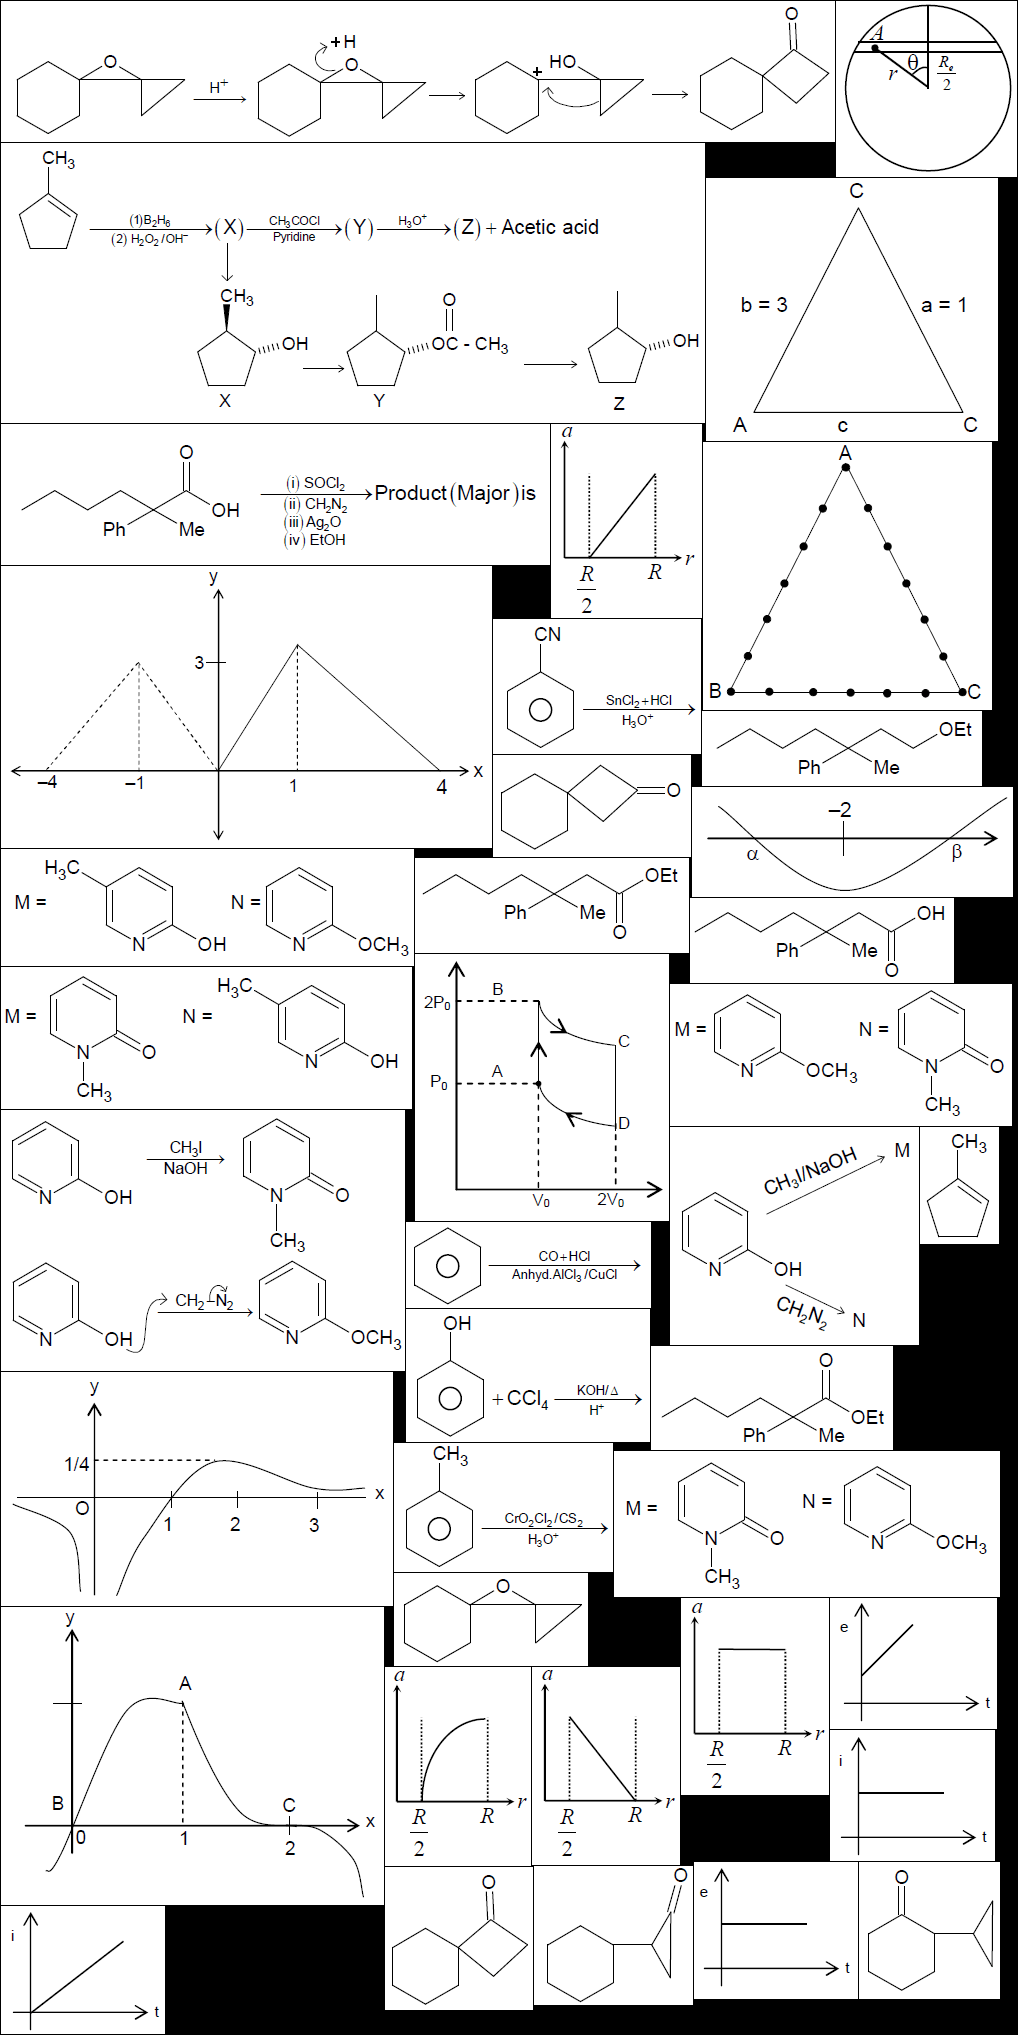 O
H⁺
+H
O
HO
+
O
A
r
θ
Rₑ/2
CH₃
(1)B₂H₆
(2) H₂O₂/OH⁻
(X)
CH₃COCl
Pyridine
(Y)
H₃O⁺
(Z) + Acetic acid
CH₃
OH
X
O
OC - CH₃
Y
OH
Z
C
b = 3
a = 1
A
c
C
O
OH
Ph
Me
(i) SOCl₂
(ii) CH₂N₂
(iii) Ag₂O
(iv) EtOH
Product (Major) is
a
R/2
R
r
A
B
C
y
3
–4
–1
1
4
x
CN
SnCl₂+HCl
H₃O⁺
OEt
Ph
Me
O
–2
α
β
M =
H₃C
N
OH
N =
N
OCH₃
OEt
Ph
Me
O
OH
Ph
Me
O
M =
N
O
CH₃
N =
H₃C
N
OH
2P₀
B
C
P₀
A
D
V₀
2V₀
M =
N
OCH₃
N =
N
O
CH₃
N
OH
CH₃I
NaOH
N
O
CH₃
N
OH
CH₂–N₂
N
OCH₃
CH₃I/NaOH
M
N
OH
CH₂N₂
N
CH₃
CO+HCl
Anhyd.AlCl₃/CuCl
OH
+ CCl₄
KOH/Δ
H⁺
O
OEt
Ph
Me
y
1/4
O
1
2
3
x
CH₃
CrO₂Cl₂/CS₂
H₃O⁺
M =
N
O
CH₃
N =
N
OCH₃
O
y
A
B
C
0
1
2
x
a
R/2
R
r
a
R/2
R
r
a
R/2
R
r
e
t
i
t
O
O
e
t
O
i
t